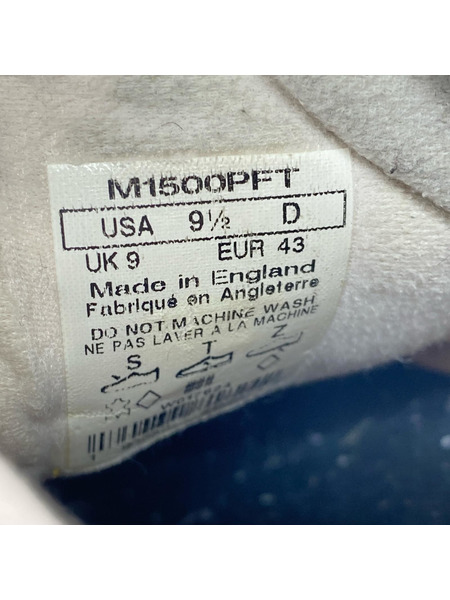 M1500PFT
USA 9½ D
UK 9 EUR 43
Made in England
Fabriqué en Angleterre
DO NOT MACHINE WASH
NE PAS LAVER A LA MACHINE
S T Z